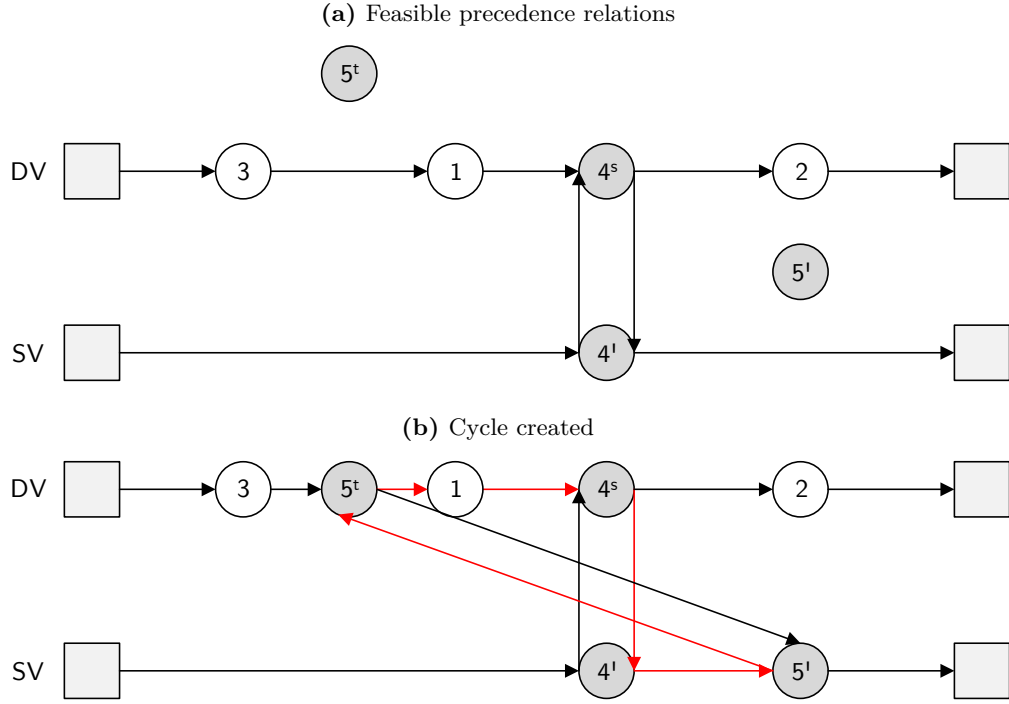 (a) Feasible precedence relations
5ᵗ
DV 3 1 4ˢ 2
5ˡ
SV 4ˡ
(b) Cycle created
DV 3 5ᵗ 1 4ˢ 2
SV 4ˡ 5ˡ